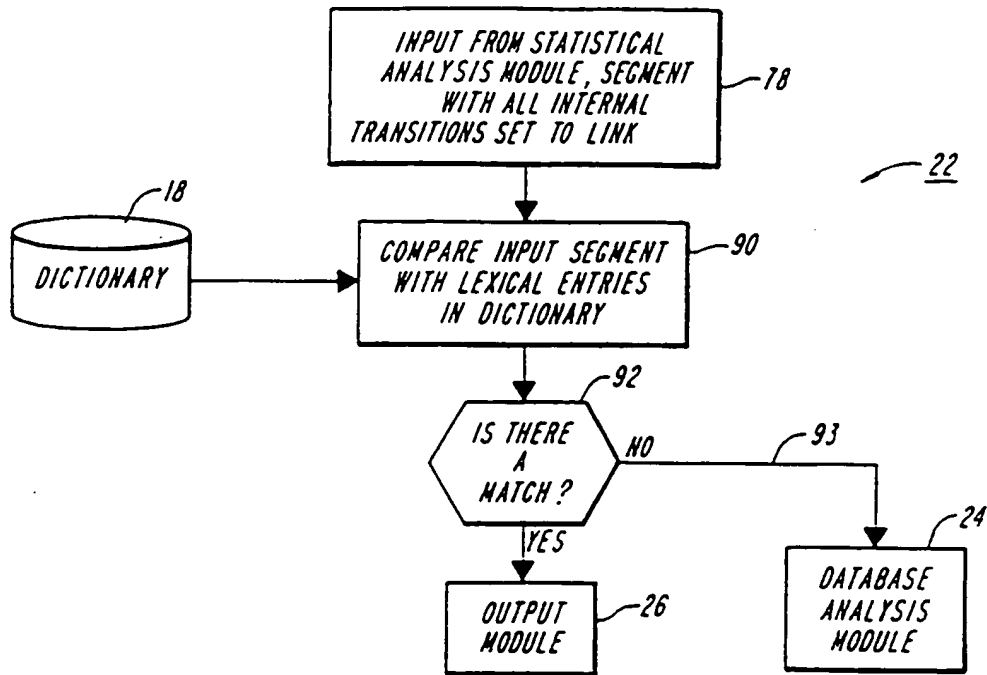 INPUT FROM STATISTICAL
ANALYSIS MODULE, SEGMENT
WITH ALL INTERNAL
TRANSITIONS SET TO LINK
78
22
18
DICTIONARY
COMPARE INPUT SEGMENT
WITH LEXICAL ENTRIES
IN DICTIONARY
90
92
IS THERE
A
MATCH?
NO
93
YES
24
OUTPUT
MODULE
26
DATABASE
ANALYSIS
MODULE